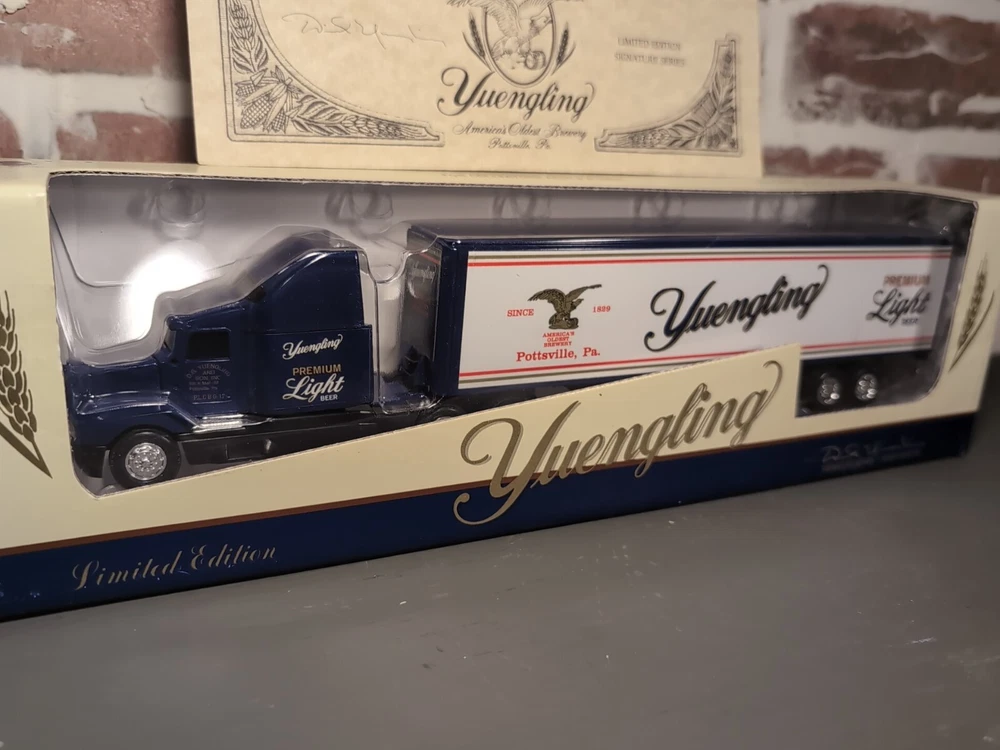 LIMITED EDITION
SIGNATURE SERIES
Yuengling
America's Oldest Brewery
Pottsville, Pa.
Yuengling
PREMIUM
Light
BEER
SINCE 1829
AMERICA'S
OLDEST
BREWERY
Pottsville, Pa.
Yuengling
PREMIUM
Light
BEER
Yuengling
Limited Edition